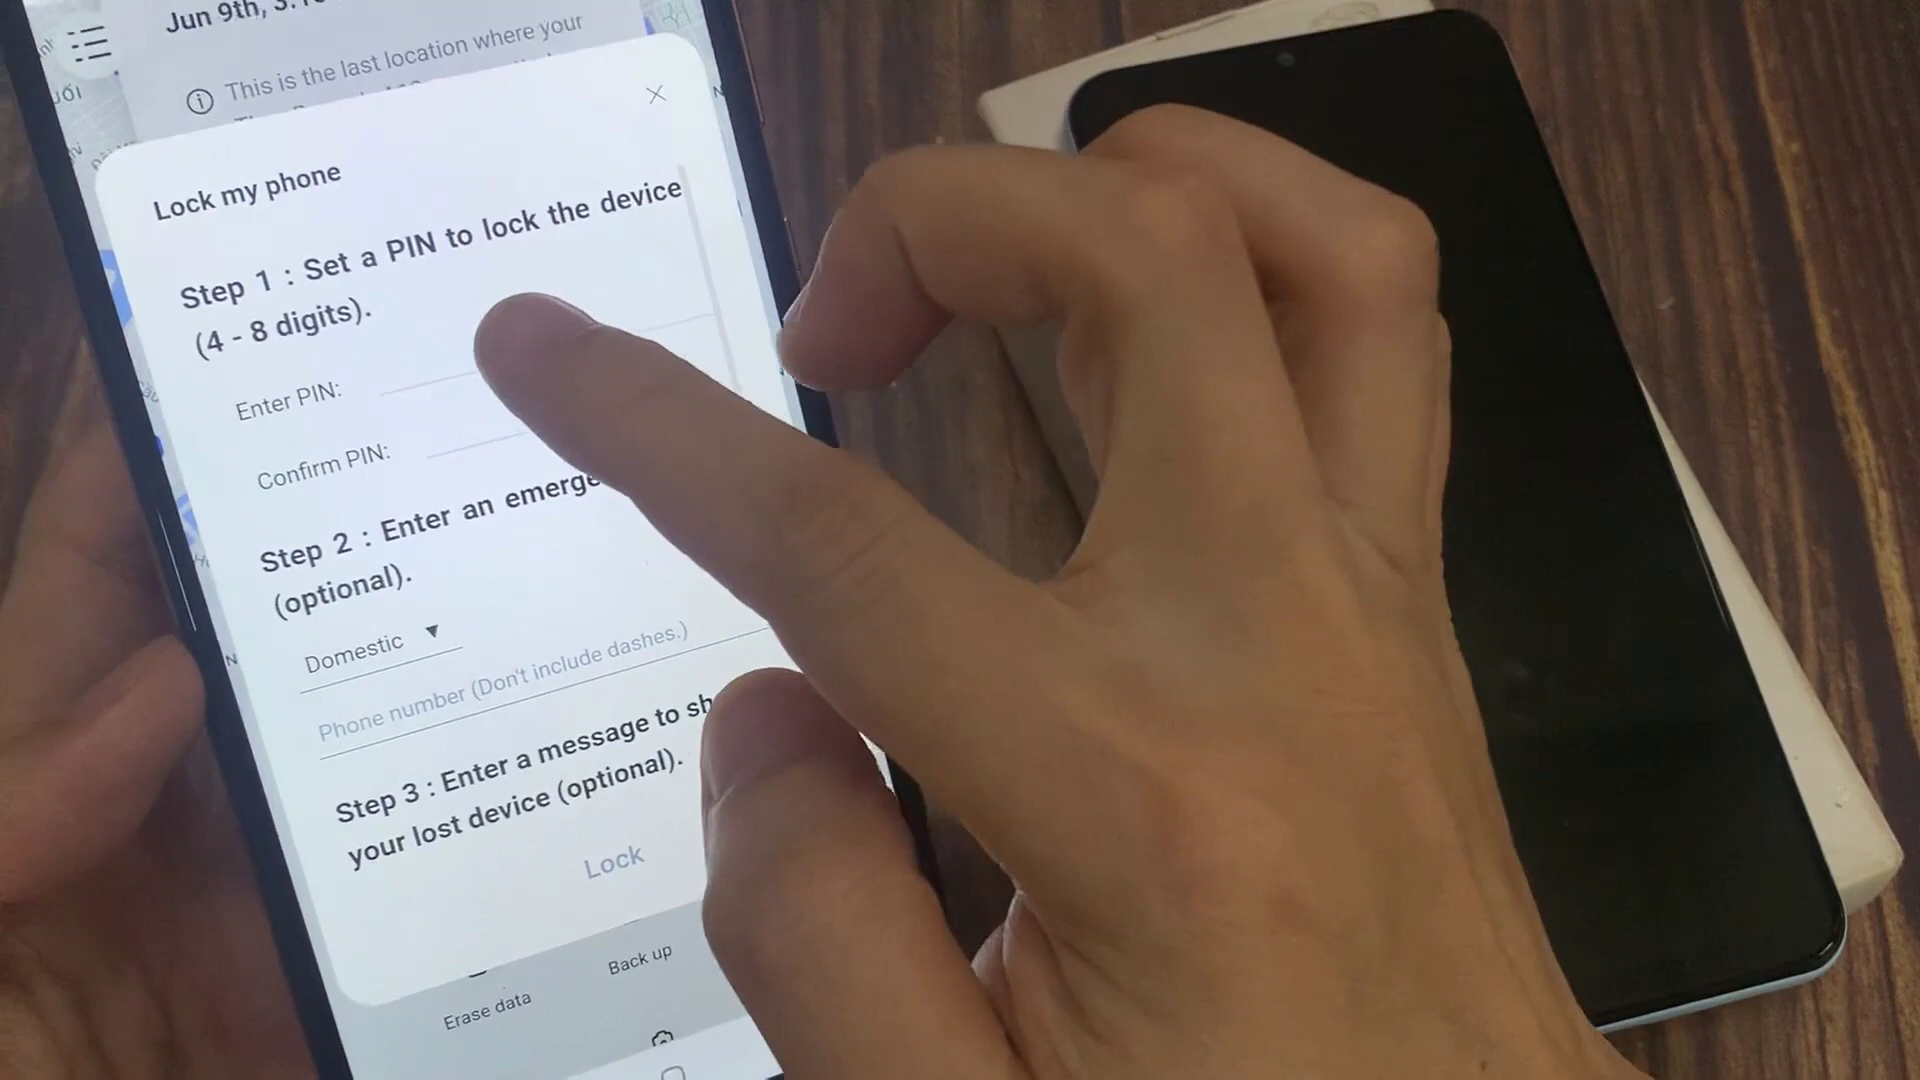 Jun 9th,
This is the last location where your
Lock my phone
Step 1 : Set a PIN to lock the device
(4 - 8 digits).
Enter PIN:
Confirm PIN:
Step 2 : Enter an
(optional).
Domestic
Phone number (Don't include dashes.)
Step 3 : Enter a message to
your lost device (optional).
Lock
Back up
Erase data